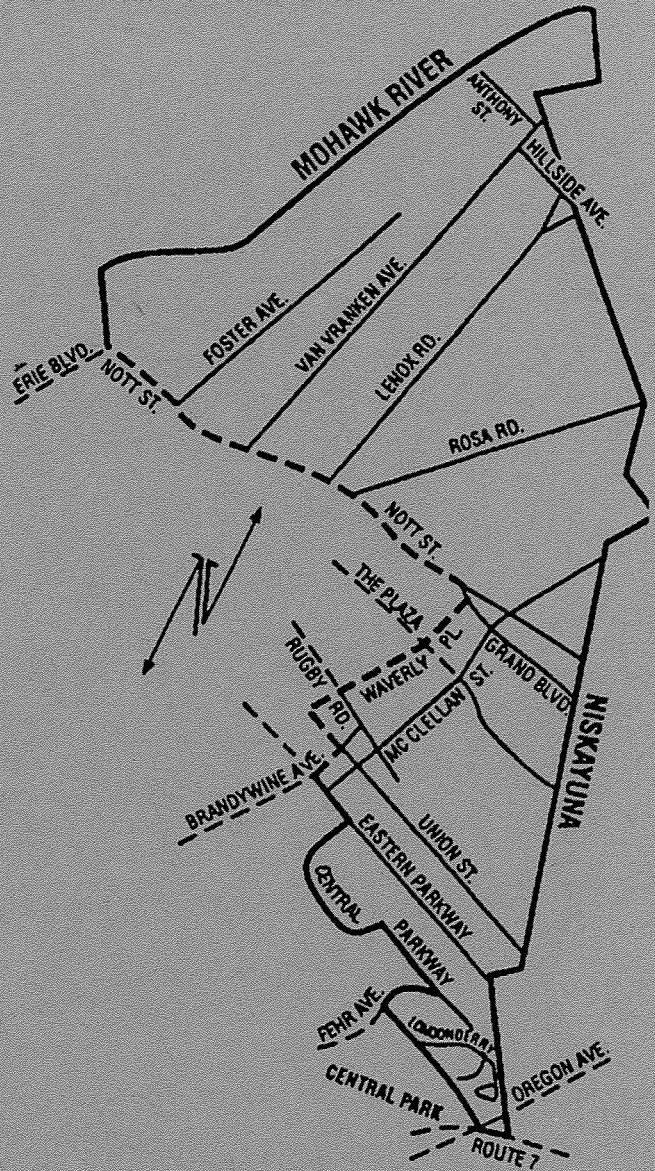 MOHAWK RIVER
ANTHONY
ST.
HILLSIDE AVE.
FOSTER AVE.
VAN VRANKEN AVE.
LENOX RD.
ERIE BLVD.
NOTT ST.
ROSA RD.
NOTT ST.
N
THE PLAZA
WAVERLY PL.
GRAND BLVD
RUGBY
RD.
MC CLELLAN ST.
NISKAYUNA
BRANDYWINE AVE.
UNION ST.
EASTERN PARKWAY
CENTRAL
PARKWAY
FEHR AVE.
LONDONDERRY
CENTRAL PARK
OREGON AVE.
ROUTE 7